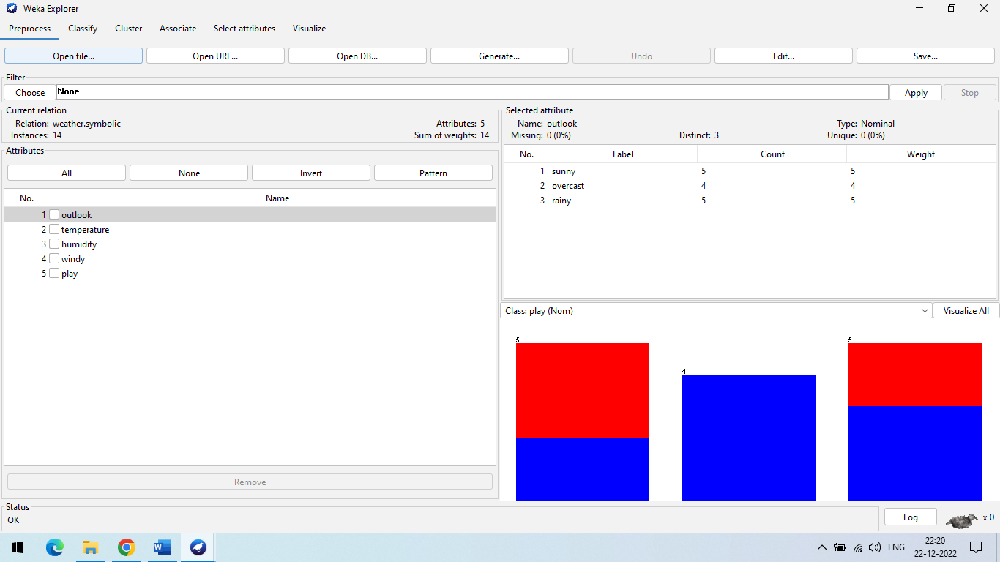 Weka Explorer
Preprocess Classify Cluster Associate Select attributes Visualize
Open file... Open URL... Open DB... Generate... Undo Edit... Save...
Filter
Choose None Apply Stop
Current relation
Relation: weather.symbolic Attributes: 5
Instances: 14 Sum of weights: 14
Attributes
All None Invert Pattern
No. Name
1 outlook
2 temperature
3 humidity
4 windy
5 play
Remove
Selected attribute
Name: outlook Type: Nominal
Missing: 0 (0%) Distinct: 3 Unique: 0 (0%)
No. Label Count Weight
1 sunny 5 5
2 overcast 4 4
3 rainy 5 5
Class: play (Nom) Visualize All
5 5
4
Status
OK
Log x 0
W
ENG
22:20
22-12-2022